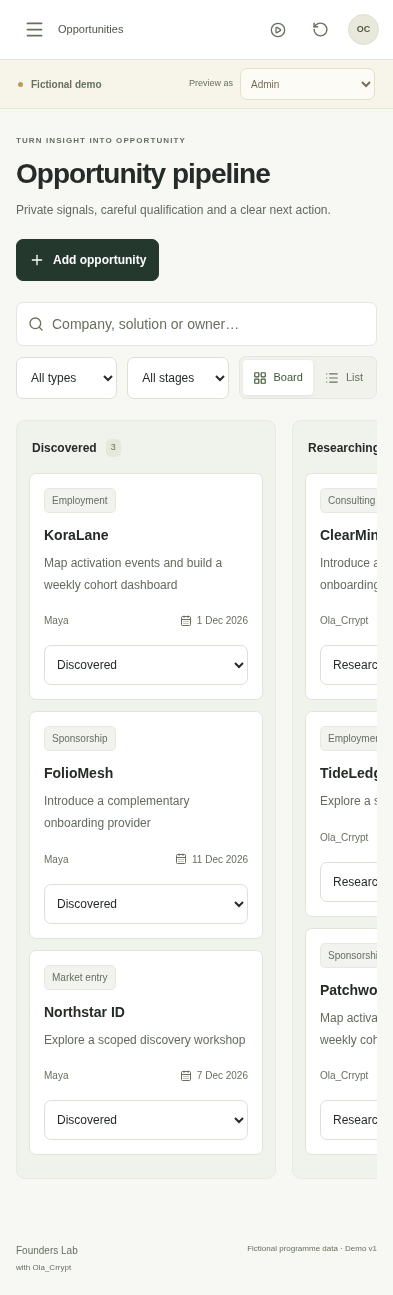 Opportunities
OC
Fictional demo
Preview as
Admin
TURN INSIGHT INTO OPPORTUNITY
Opportunity pipeline
Private signals, careful qualification and a clear next action.
Add opportunity
Company, solution or owner…
All types
All stages
Board
List
Discovered 3
Employment
KoraLane
Map activation events and build a
weekly cohort dashboard
Maya
1 Dec 2026
Discovered
Sponsorship
FolioMesh
Introduce a complementary
onboarding provider
Maya
11 Dec 2026
Discovered
Market entry
Northstar ID
Explore a scoped discovery workshop
Maya
7 Dec 2026
Discovered
Researching
Consulting
ClearMin
Introduce a
onboarding
Ola_Crrypt
Researc
Employmen
TideLedg
Explore a s
Ola_Crrypt
Researc
Sponsorshi
Patchwo
Map activa
weekly coh
Ola_Crrypt
Researc
Founders Lab
with Ola_Crrypt
Fictional programme data · Demo v1